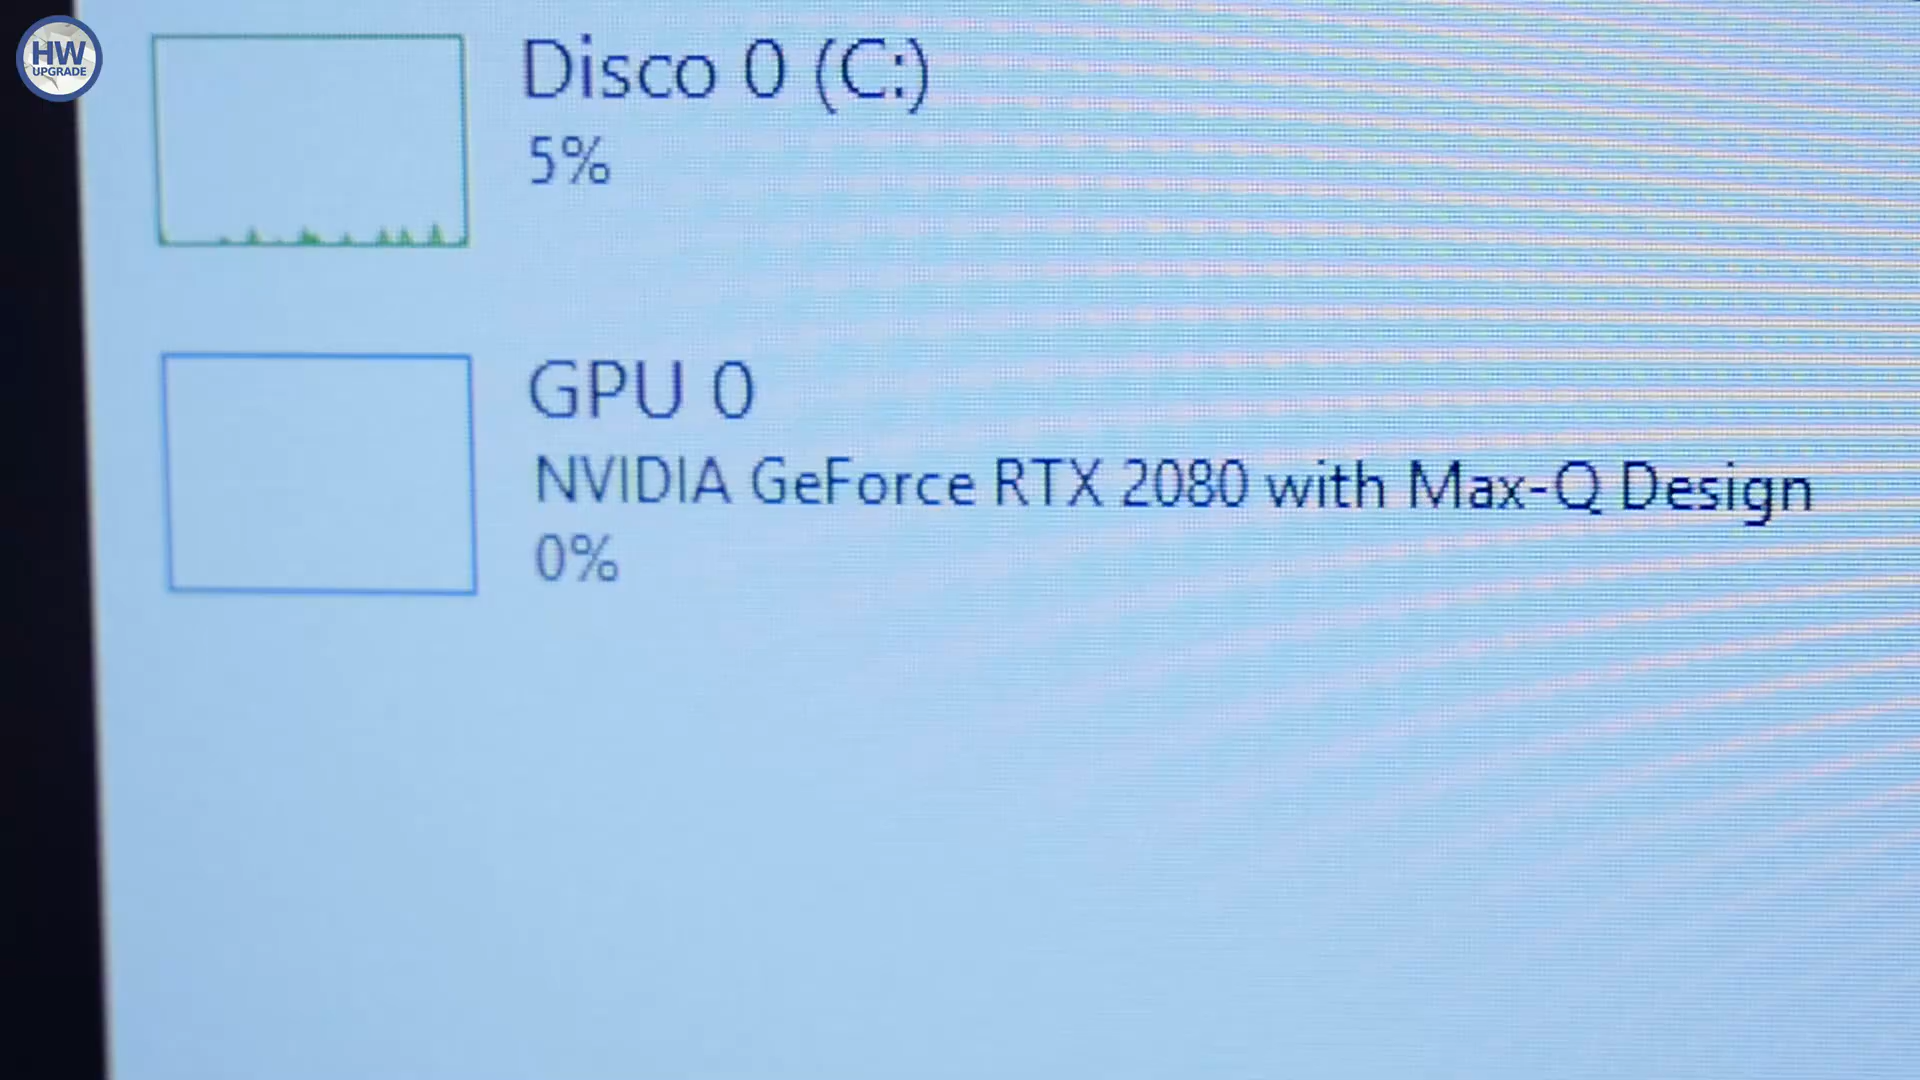 HW
UPGRADE
Disco 0 (C:)
5%
GPU 0
NVIDIA GeForce RTX 2080 with Max-Q Design
0%